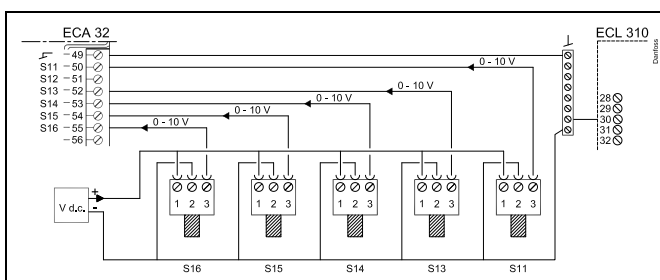 ECA 32
ECL 310
Danfoss
49
S11 - 50
S12 - 51
S13 - 52
S14 - 53
S15 - 54
S16 - 55
56
0 - 10 V
0 - 10 V
0 - 10 V
0 - 10 V
0 - 10 V
28
29
30
31
32
V d.c.
+
-
1 2 3
1 2 3
1 2 3
1 2 3
1 2 3
S16
S15
S14
S13
S11